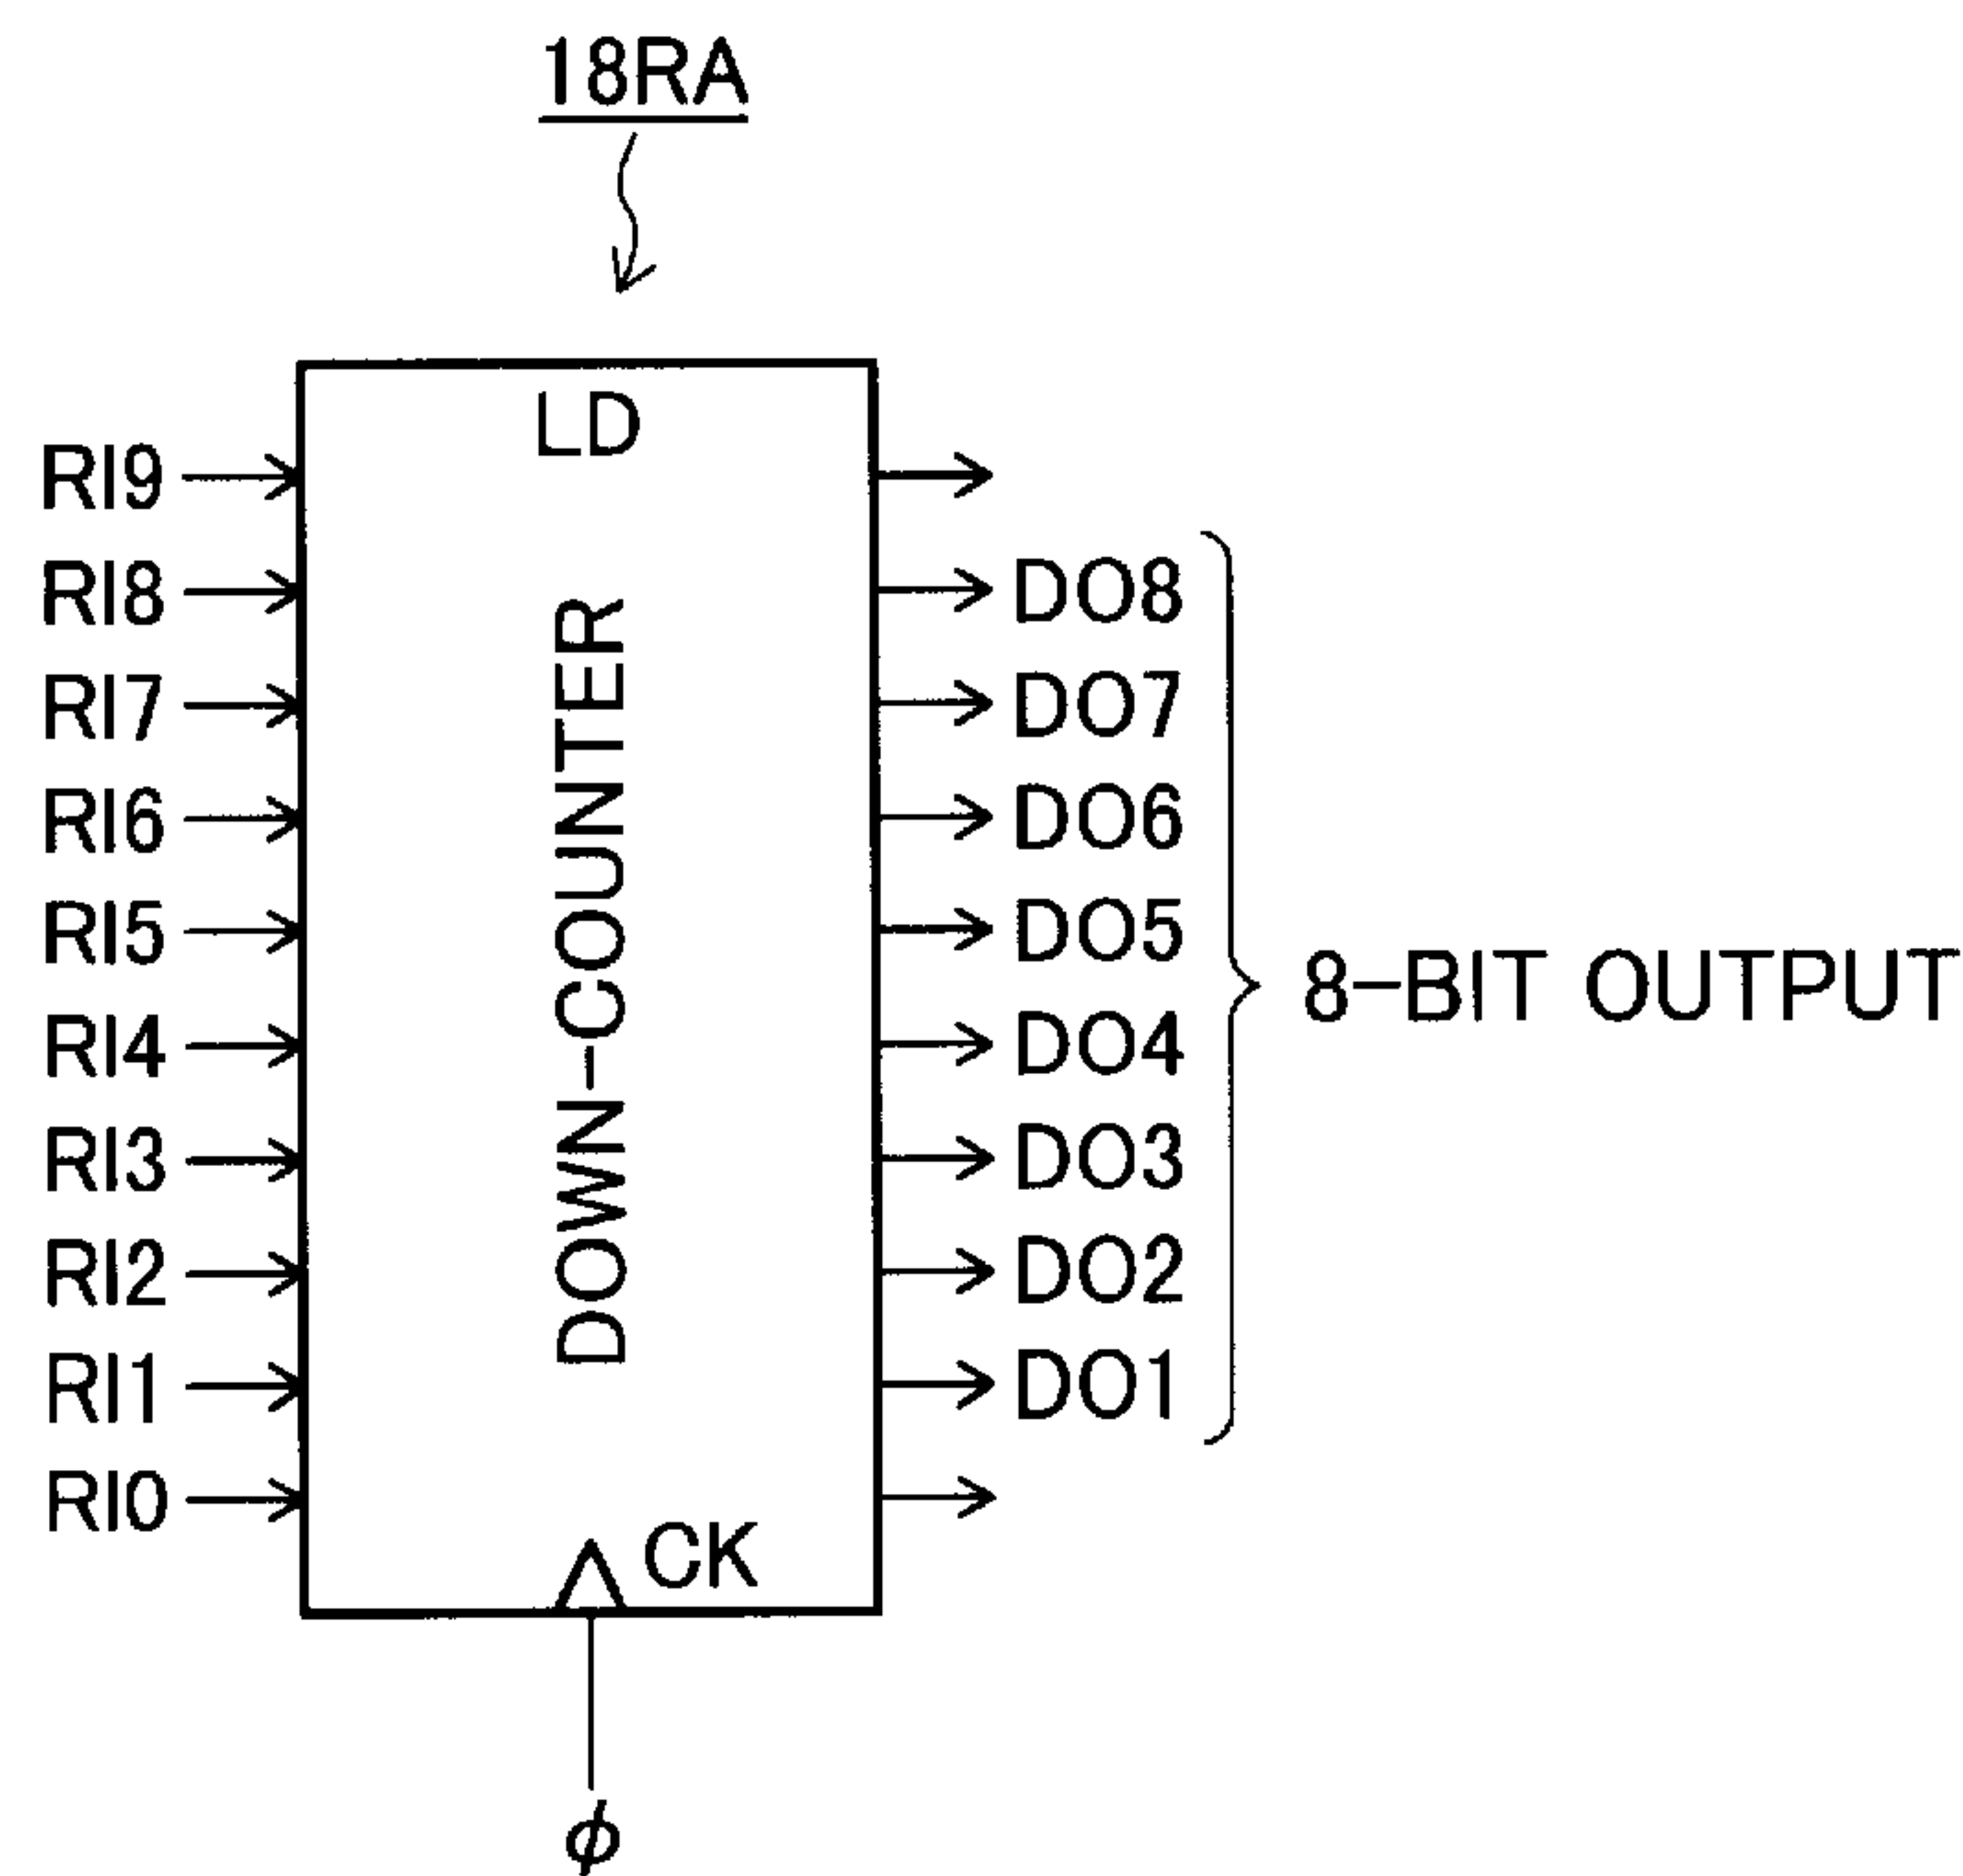 18RA
LD
RI9
RI8
RI7
RI6
RI5
RI4
RI3
RI2
RI1
RI0
DOWN-COUNTER
DO8
DO7
DO6
DO5
DO4
DO3
DO2
DO1
8-BIT OUTPUT
CK
ϕ